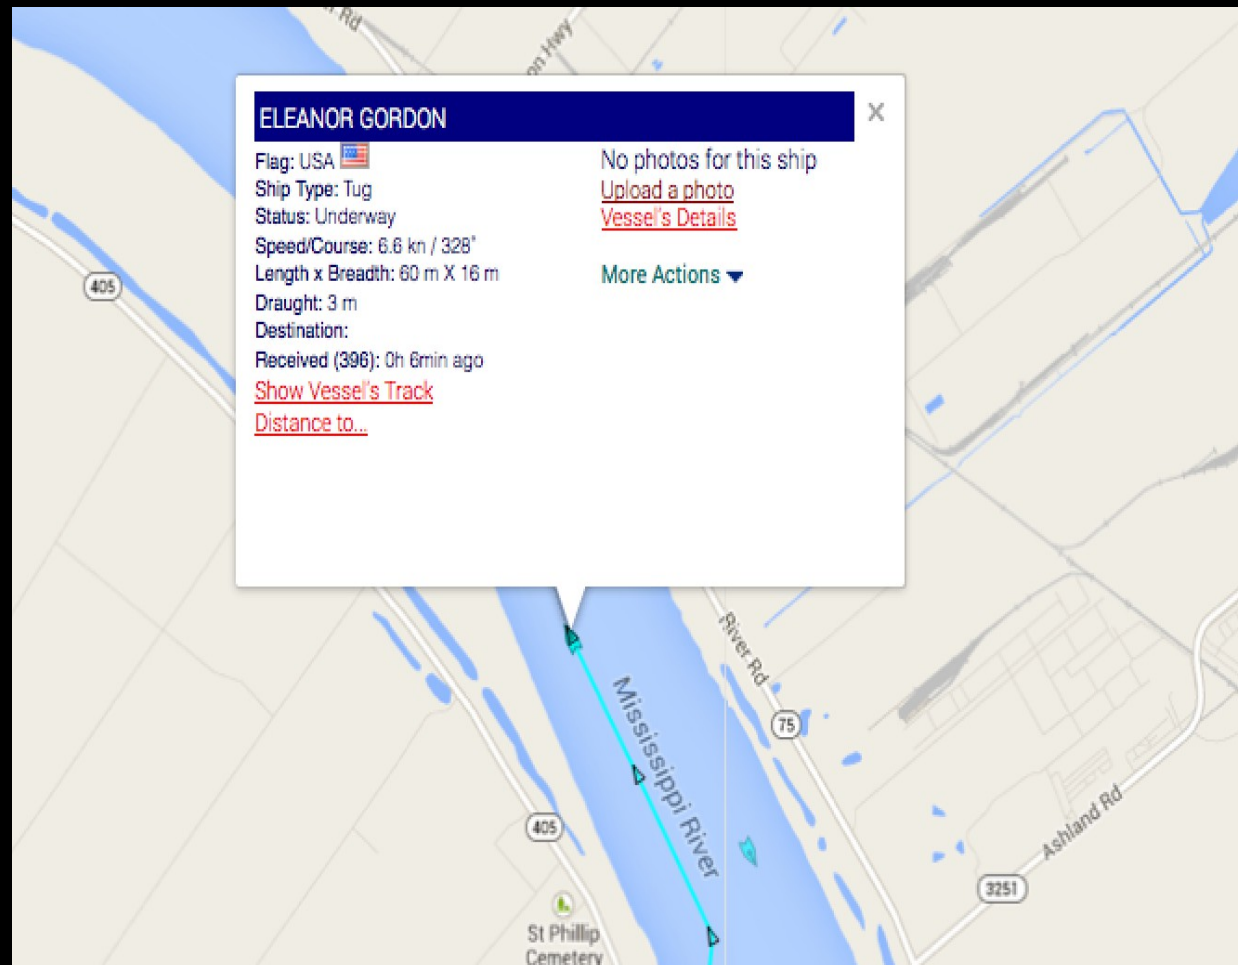 r Rd
on Hwy
ELEANOR GORDON
x
Flag: USA
Ship Type: Tug
Status: Underway
Speed/Course: 6.6 kn / 328°
Length x Breadth: 60 m X 16 m
Draught: 3 m
Destination:
Received (396): 0h 6min ago
Show Vessel's Track
Distance to...
No photos for this ship
Upload a photo
Vessel's Details
More Actions
405
River Rd
Mississippi River
75
405
Ashland Rd
3251
St Phillip
Cemetery